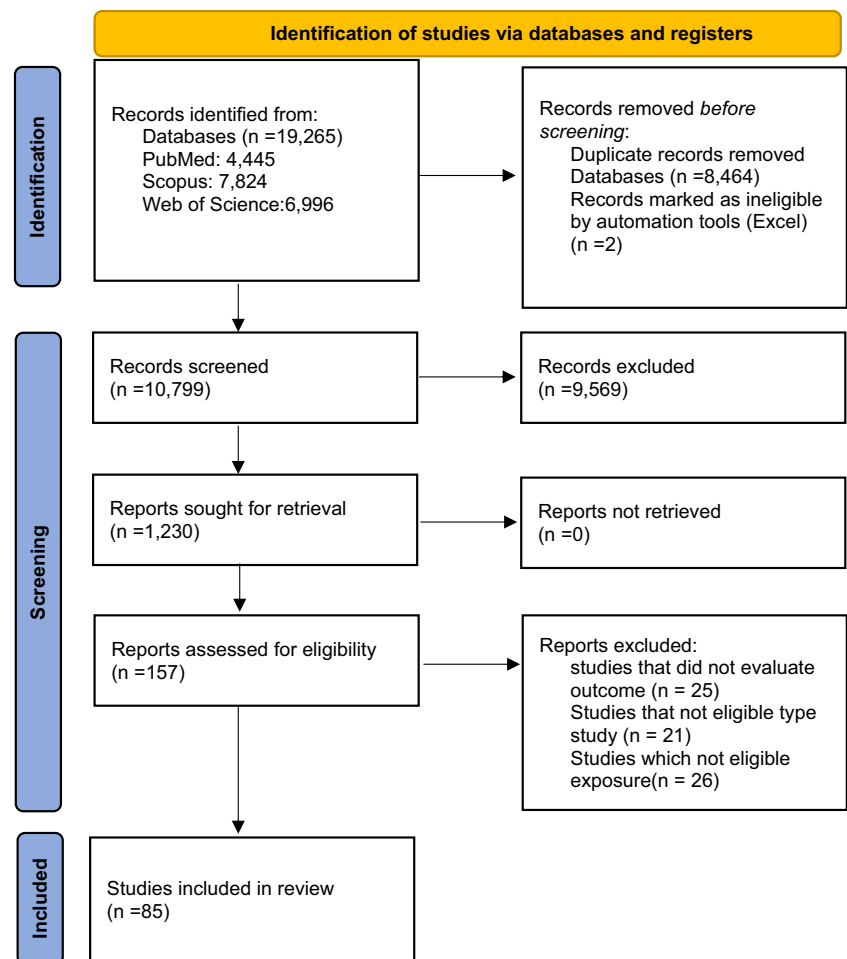 Identification of studies via databases and registers
Identification
Records identified from:
Databases (n =19,265)
PubMed: 4,445
Scopus: 7,824
Web of Science:6,996
Records removed before
screening:
Duplicate records removed
Databases (n =8,464)
Records marked as ineligible
by automation tools (Excel)
(n =2)
Screening
Records screened
(n =10,799)
Records excluded
(n =9,569)
Reports sought for retrieval
(n =1,230)
Reports not retrieved
(n =0)
Reports assessed for eligibility
(n =157)
Reports excluded:
studies that did not evaluate
outcome (n = 25)
Studies that not eligible type
study (n = 21)
Studies which not eligible
exposure(n = 26)
Included
Studies included in review
(n =85)